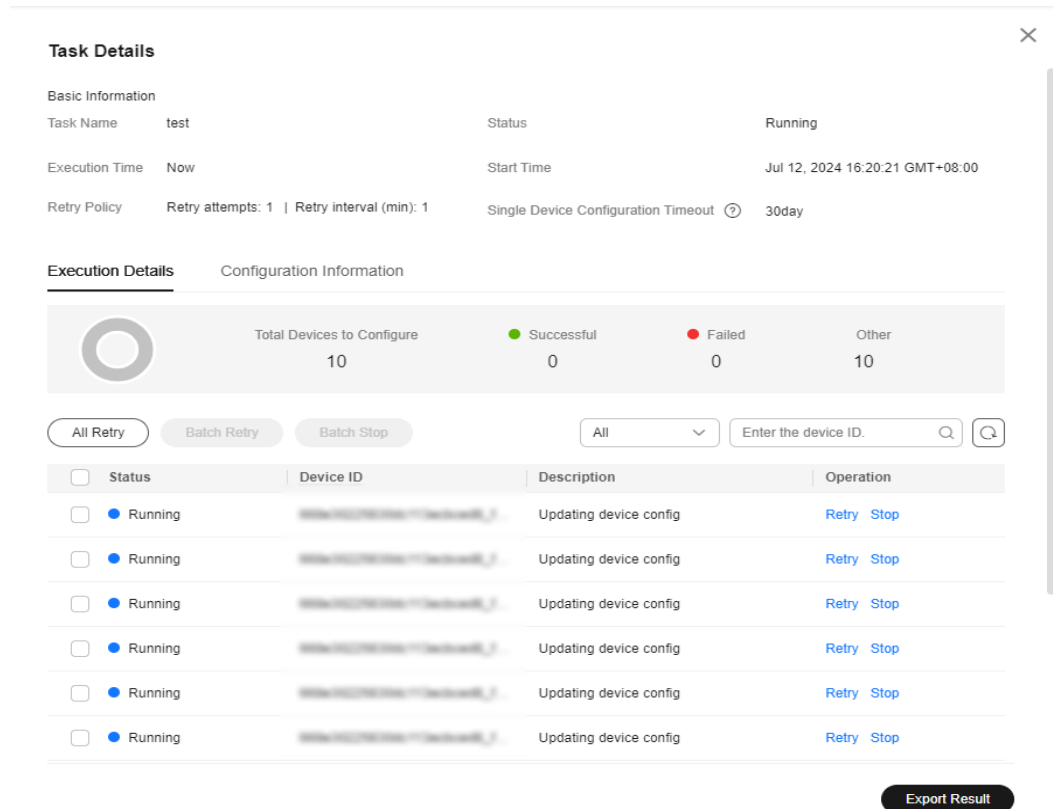 Task Details
Basic Information
Task Name test Status Running
Execution Time Now Start Time Jul 12, 2024 16:20:21 GMT+08:00
Retry Policy Retry attempts: 1 | Retry interval (min): 1 Single Device Configuration Timeout ? 30day
Execution Details Configuration Information
Total Devices to Configure Successful Failed Other
10 0 0 10
All Retry Batch Retry Batch Stop All Enter the device ID.
Status Device ID Description Operation
Running Updating device config Retry Stop
Running Updating device config Retry Stop
Running Updating device config Retry Stop
Running Updating device config Retry Stop
Running Updating device config Retry Stop
Running Updating device config Retry Stop
Export Result